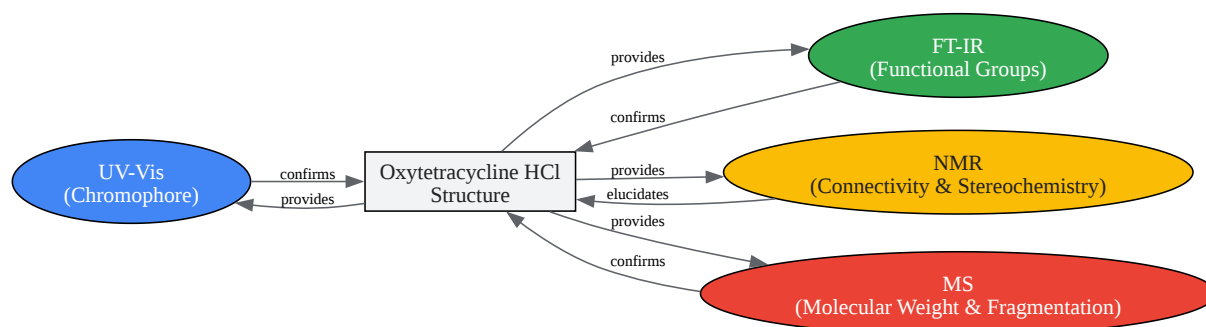 UV-Vis
(Chromophore)
confirms
provides
Oxytetracycline HCl
Structure
provides
confirms
provides
elucidates
provides
confirms
FT-IR
(Functional Groups)
NMR
(Connectivity & Stereochemistry)
MS
(Molecular Weight & Fragmentation)